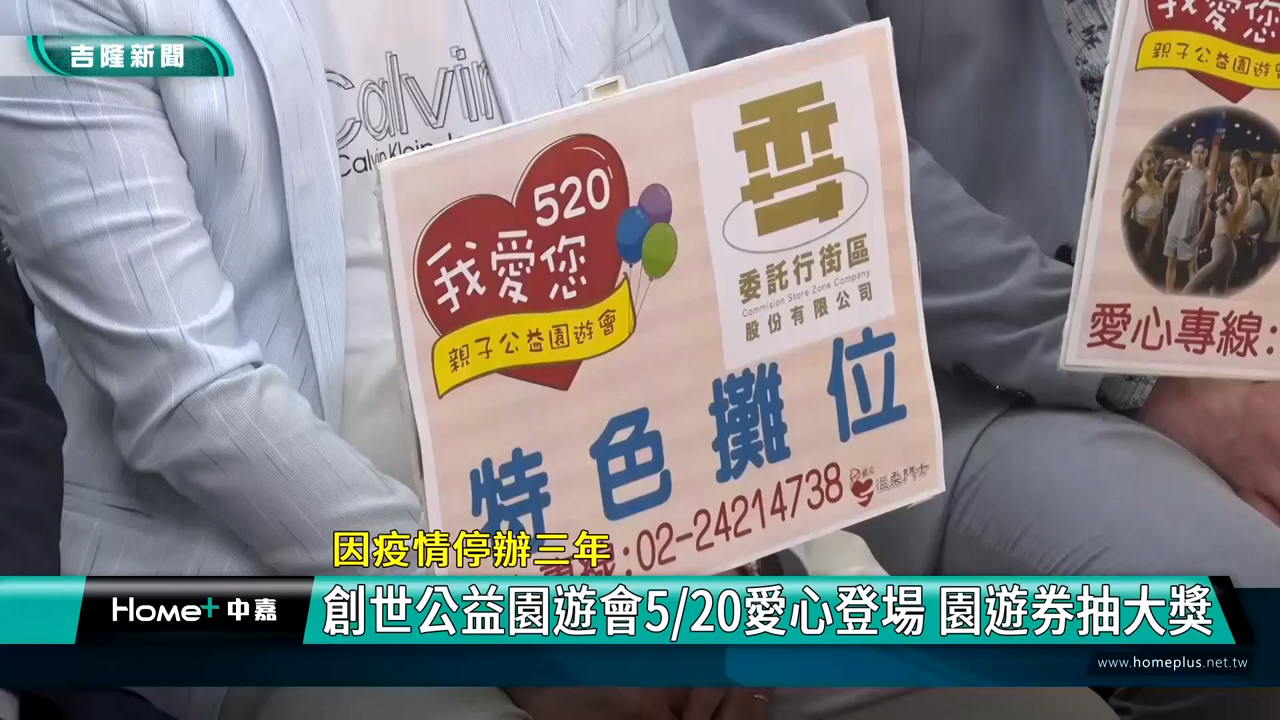 吉隆新聞
Calvin
Calvin Klein
520
我愛您
親子公益園遊會
委託行街區
Commision Store Zone Company
股份有限公司
特色攤位
02-24214738
溫柔鬥士
我愛您
親子公益園遊會
愛心專線:
因疫情停辦三年
Home+中嘉
創世公益園遊會5/20愛心登場 園遊券抽大獎
www.homeplus.net.tw